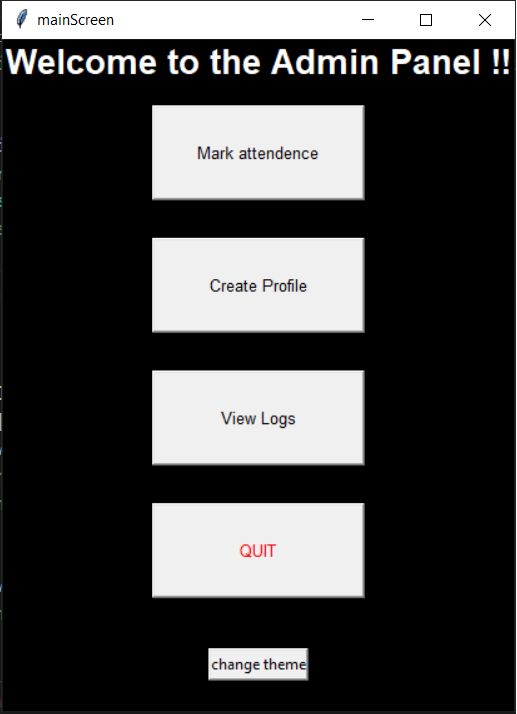 mainScreen
Welcome to the Admin Panel !!
Mark attendence
Create Profile
View Logs
QUIT
change theme